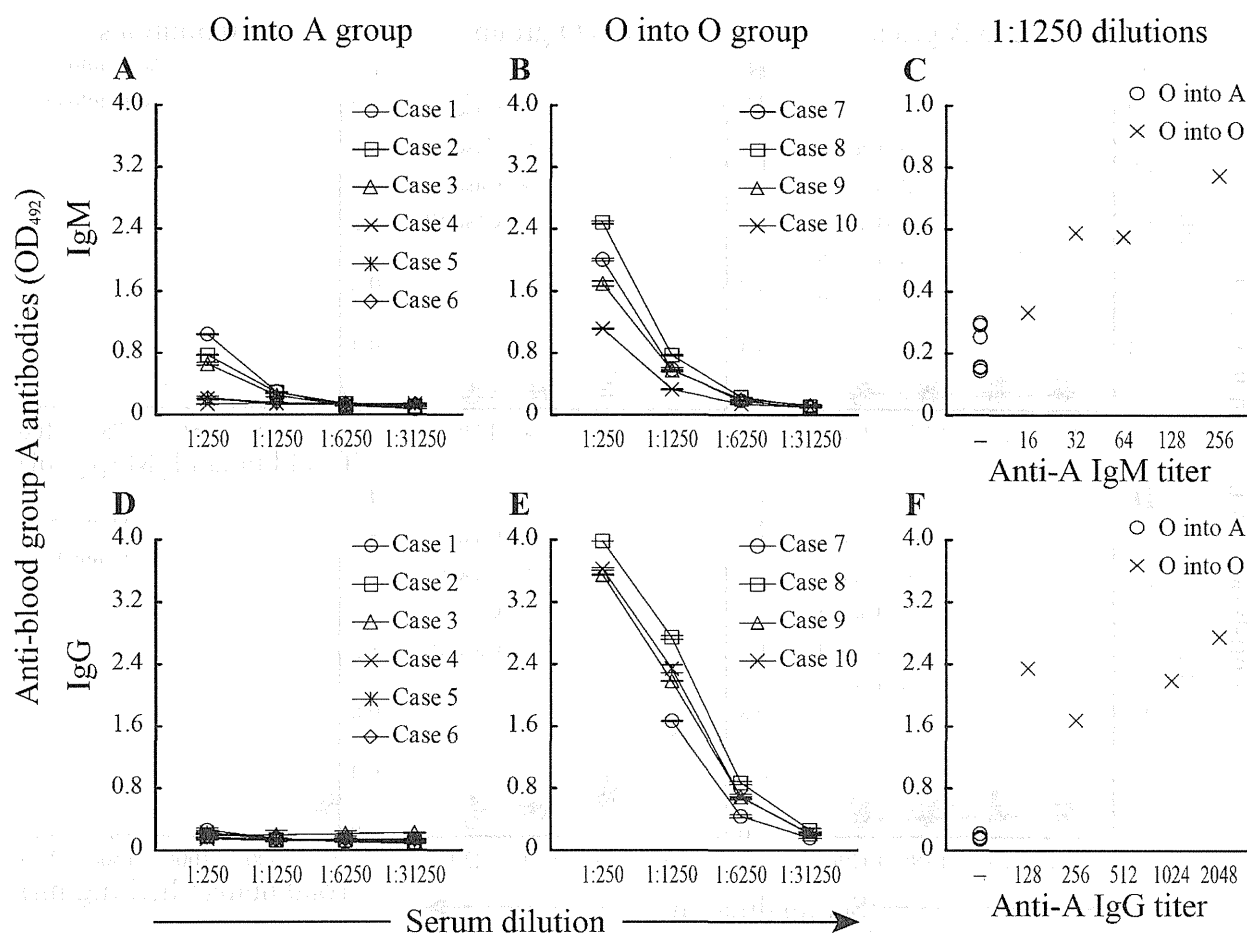 O into A group
O into O group
1:1250 dilutions
Anti-blood group A antibodies (OD492)
IgM
IgG
A
4.0
3.2
2.4
1.6
0.8
0
Case 1
Case 2
Case 3
Case 4
Case 5
Case 6
1:250 1:1250 1:6250 1:31250
B
4.0
3.2
2.4
1.6
0.8
0
Case 7
Case 8
Case 9
Case 10
1:250 1:1250 1:6250 1:31250
C
1.0
0.8
0.6
0.4
0.2
0
O into A
O into O
– 16 32 64 128 256
Anti-A IgM titer
D
4.0
3.2
2.4
1.6
0.8
0
Case 1
Case 2
Case 3
Case 4
Case 5
Case 6
1:250 1:1250 1:6250 1:31250
E
4.0
3.2
2.4
1.6
0.8
0
Case 7
Case 8
Case 9
Case 10
1:250 1:1250 1:6250 1:31250
F
4.0
3.2
2.4
1.6
0.8
0
O into A
O into O
– 128 256 512 1024 2048
Anti-A IgG titer
Serum dilution